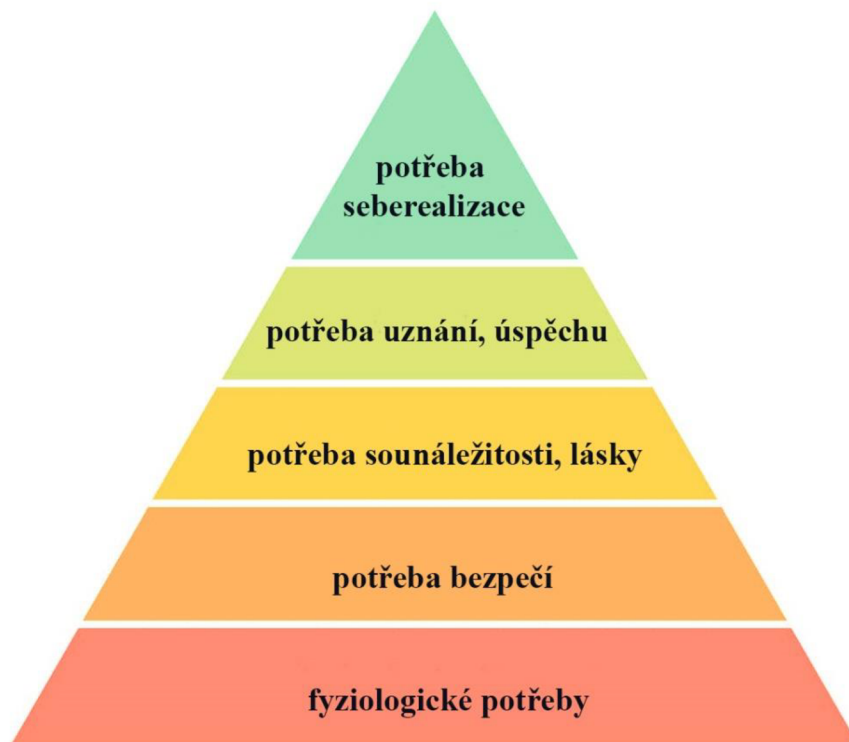 potřeba
seberealizace
potřeba uznání, úspěchu
potřeba sounáležitosti, lásky
potřeba bezpečí
fyziologické potřeby